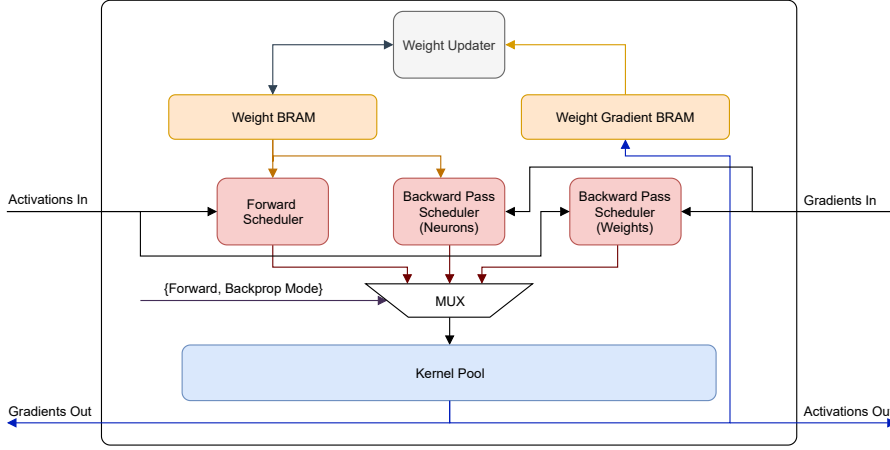 Weight Updater
Weight BRAM
Weight Gradient BRAM
Activations In
Forward
Scheduler
Backward Pass
Scheduler
(Neurons)
Backward Pass
Scheduler
(Weights)
Gradients In
{Forward, Backprop Mode}
MUX
Kernel Pool
Gradients Out
Activations Out